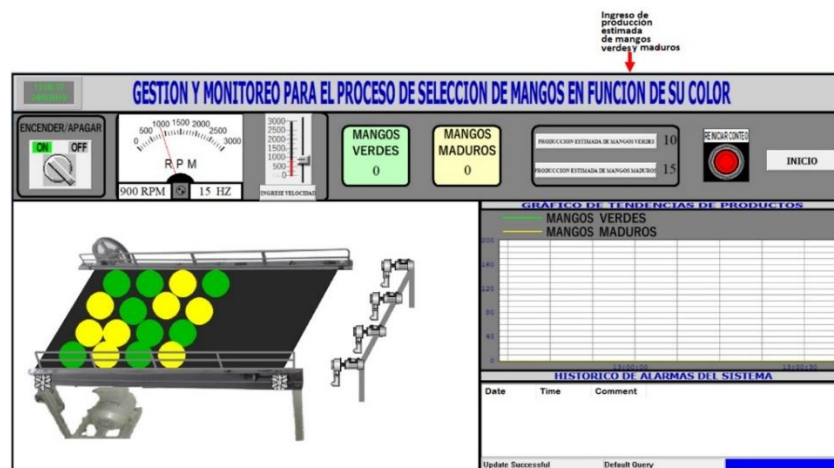 Ingreso de
producción
estimada
de mangos
verdes y maduros
GESTION Y MONITOREO PARA EL PROCESO DE SELECCION DE MANGOS EN FUNCION DE SU COLOR
ENCENDER/APAGAR
ON OFF
0 500 1000 1500 2000 2500 3000
RPM
900 RPM 15 HZ
3000
2500
2000
1500
1000
500
0
INGRESE VELOCIDAD
MANGOS
VERDES
0
MANGOS
MADUROS
0
PRODUCCION ESTIMADA DE MANGOS VERDES 10
PRODUCCION ESTIMADA DE MANGOS MADUROS 15
REINICIAR CONTEO
INICIO
GRÁFICO DE TENDENCIAS DE PRODUCTOS
MANGOS VERDES
MANGOS MADUROS
200
160
120
80
40
0
HISTORICO DE ALARMAS DEL SISTEMA
Date Time Comment
Update Successful Default Query